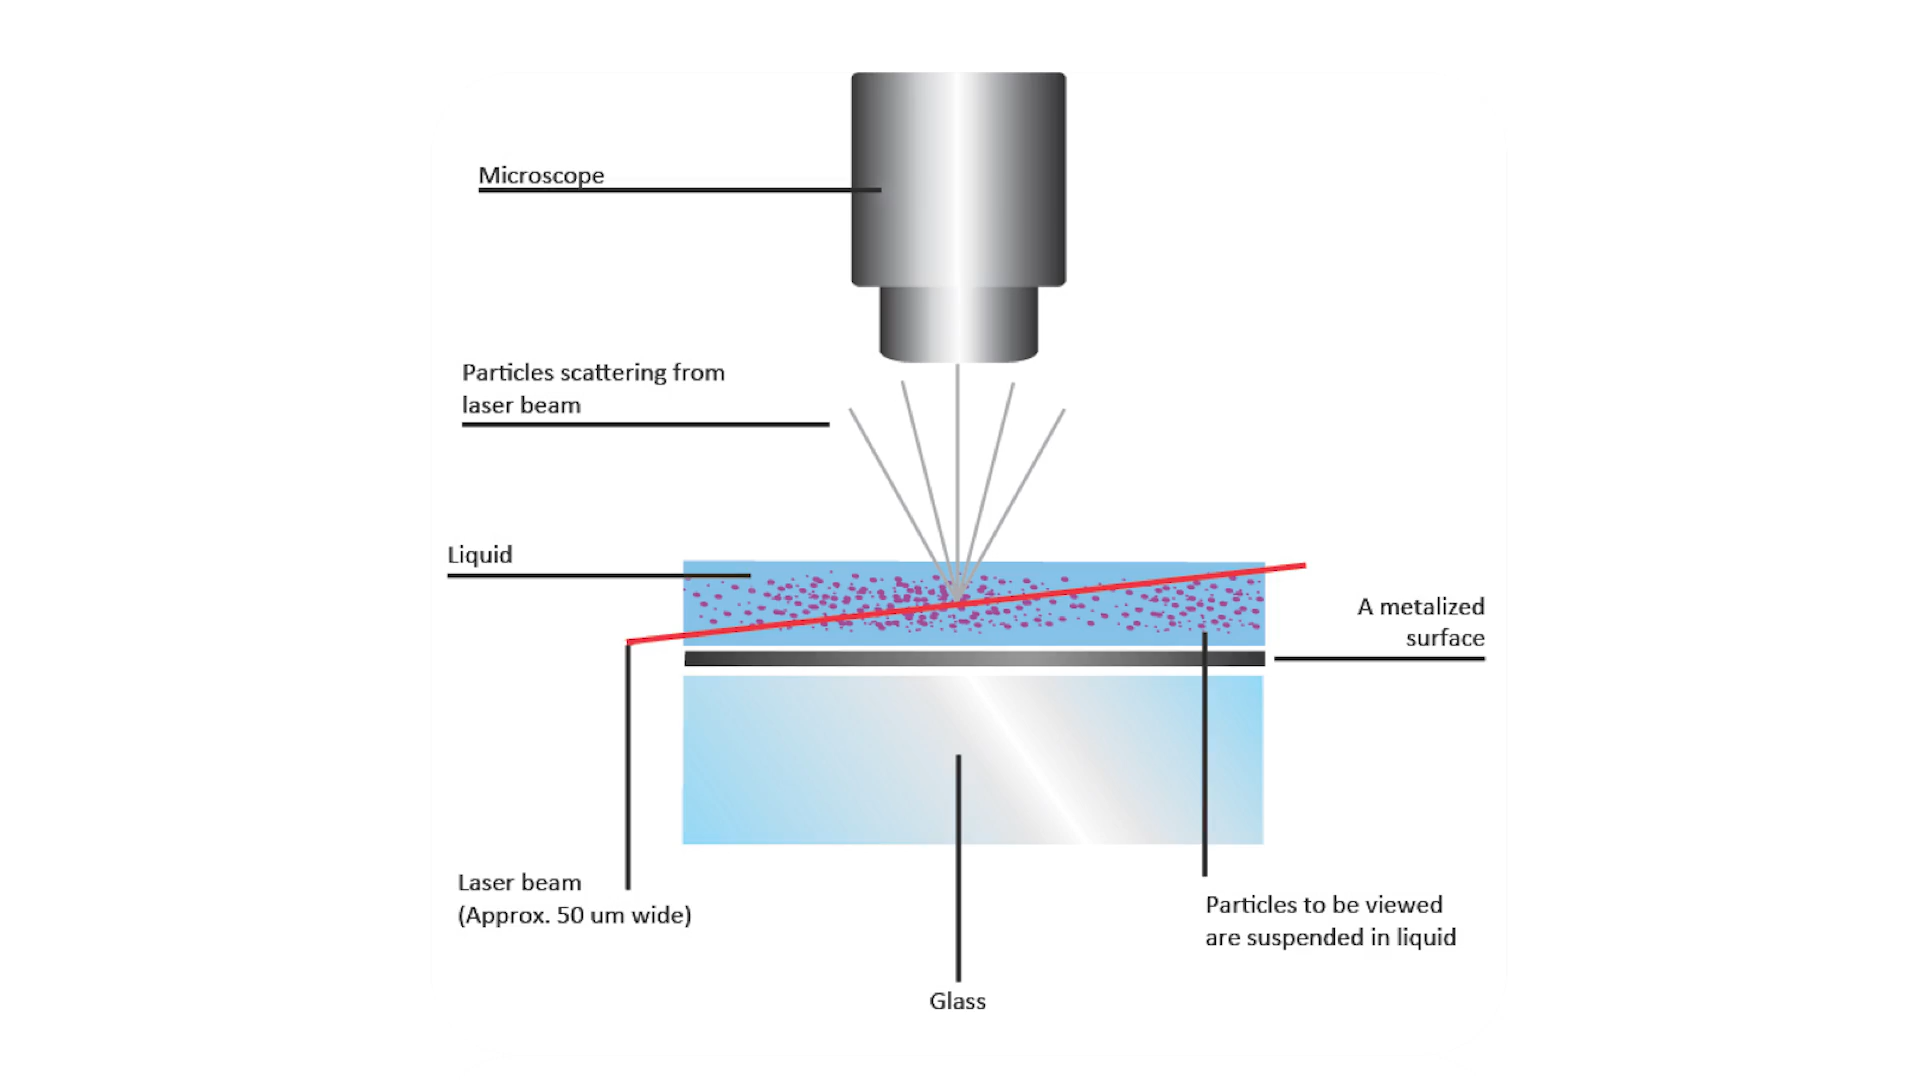 Microscope
Particles scattering from
laser beam
Liquid
A metalized
surface
Laser beam
(Approx. 50 um wide)
Particles to be viewed
are suspended in liquid
Glass